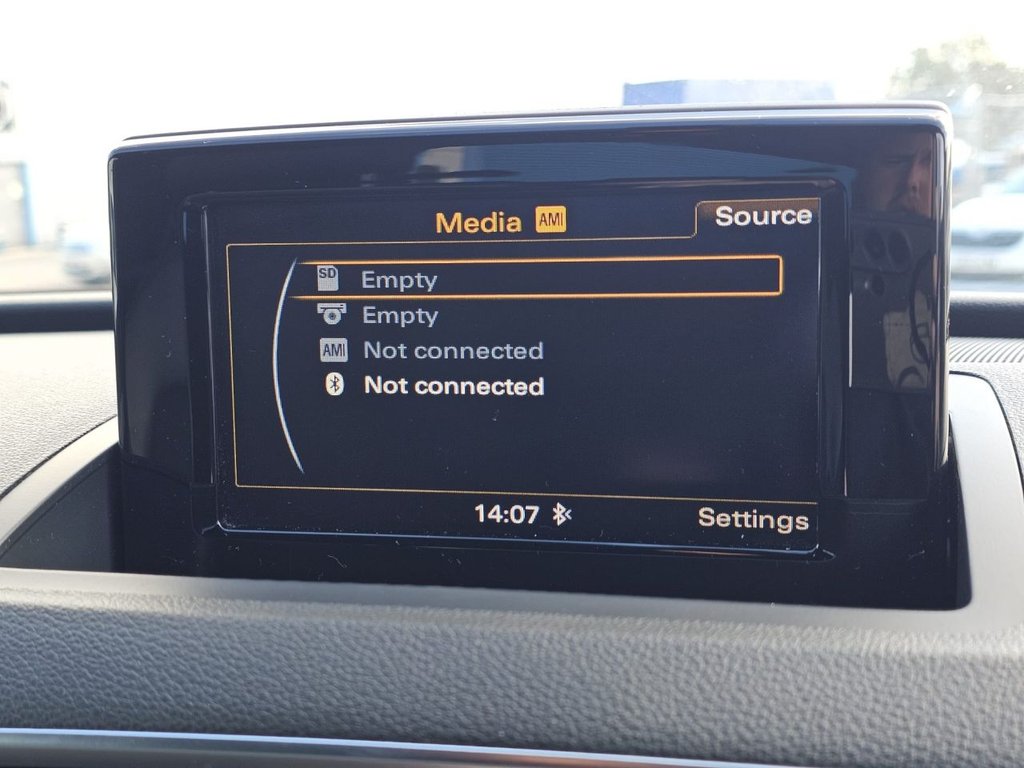 Media AMI
Source
SD Empty
Empty
AMI Not connected
Not connected
14:07
Settings